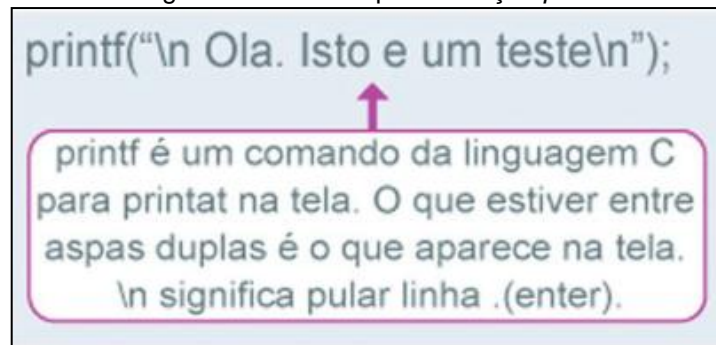 printf(“\n Ola. Isto e um teste\n”);
printf é um comando da linguagem C
para printat na tela. O que estiver entre
aspas duplas é o que aparece na tela.
\n significa pular linha .(enter).